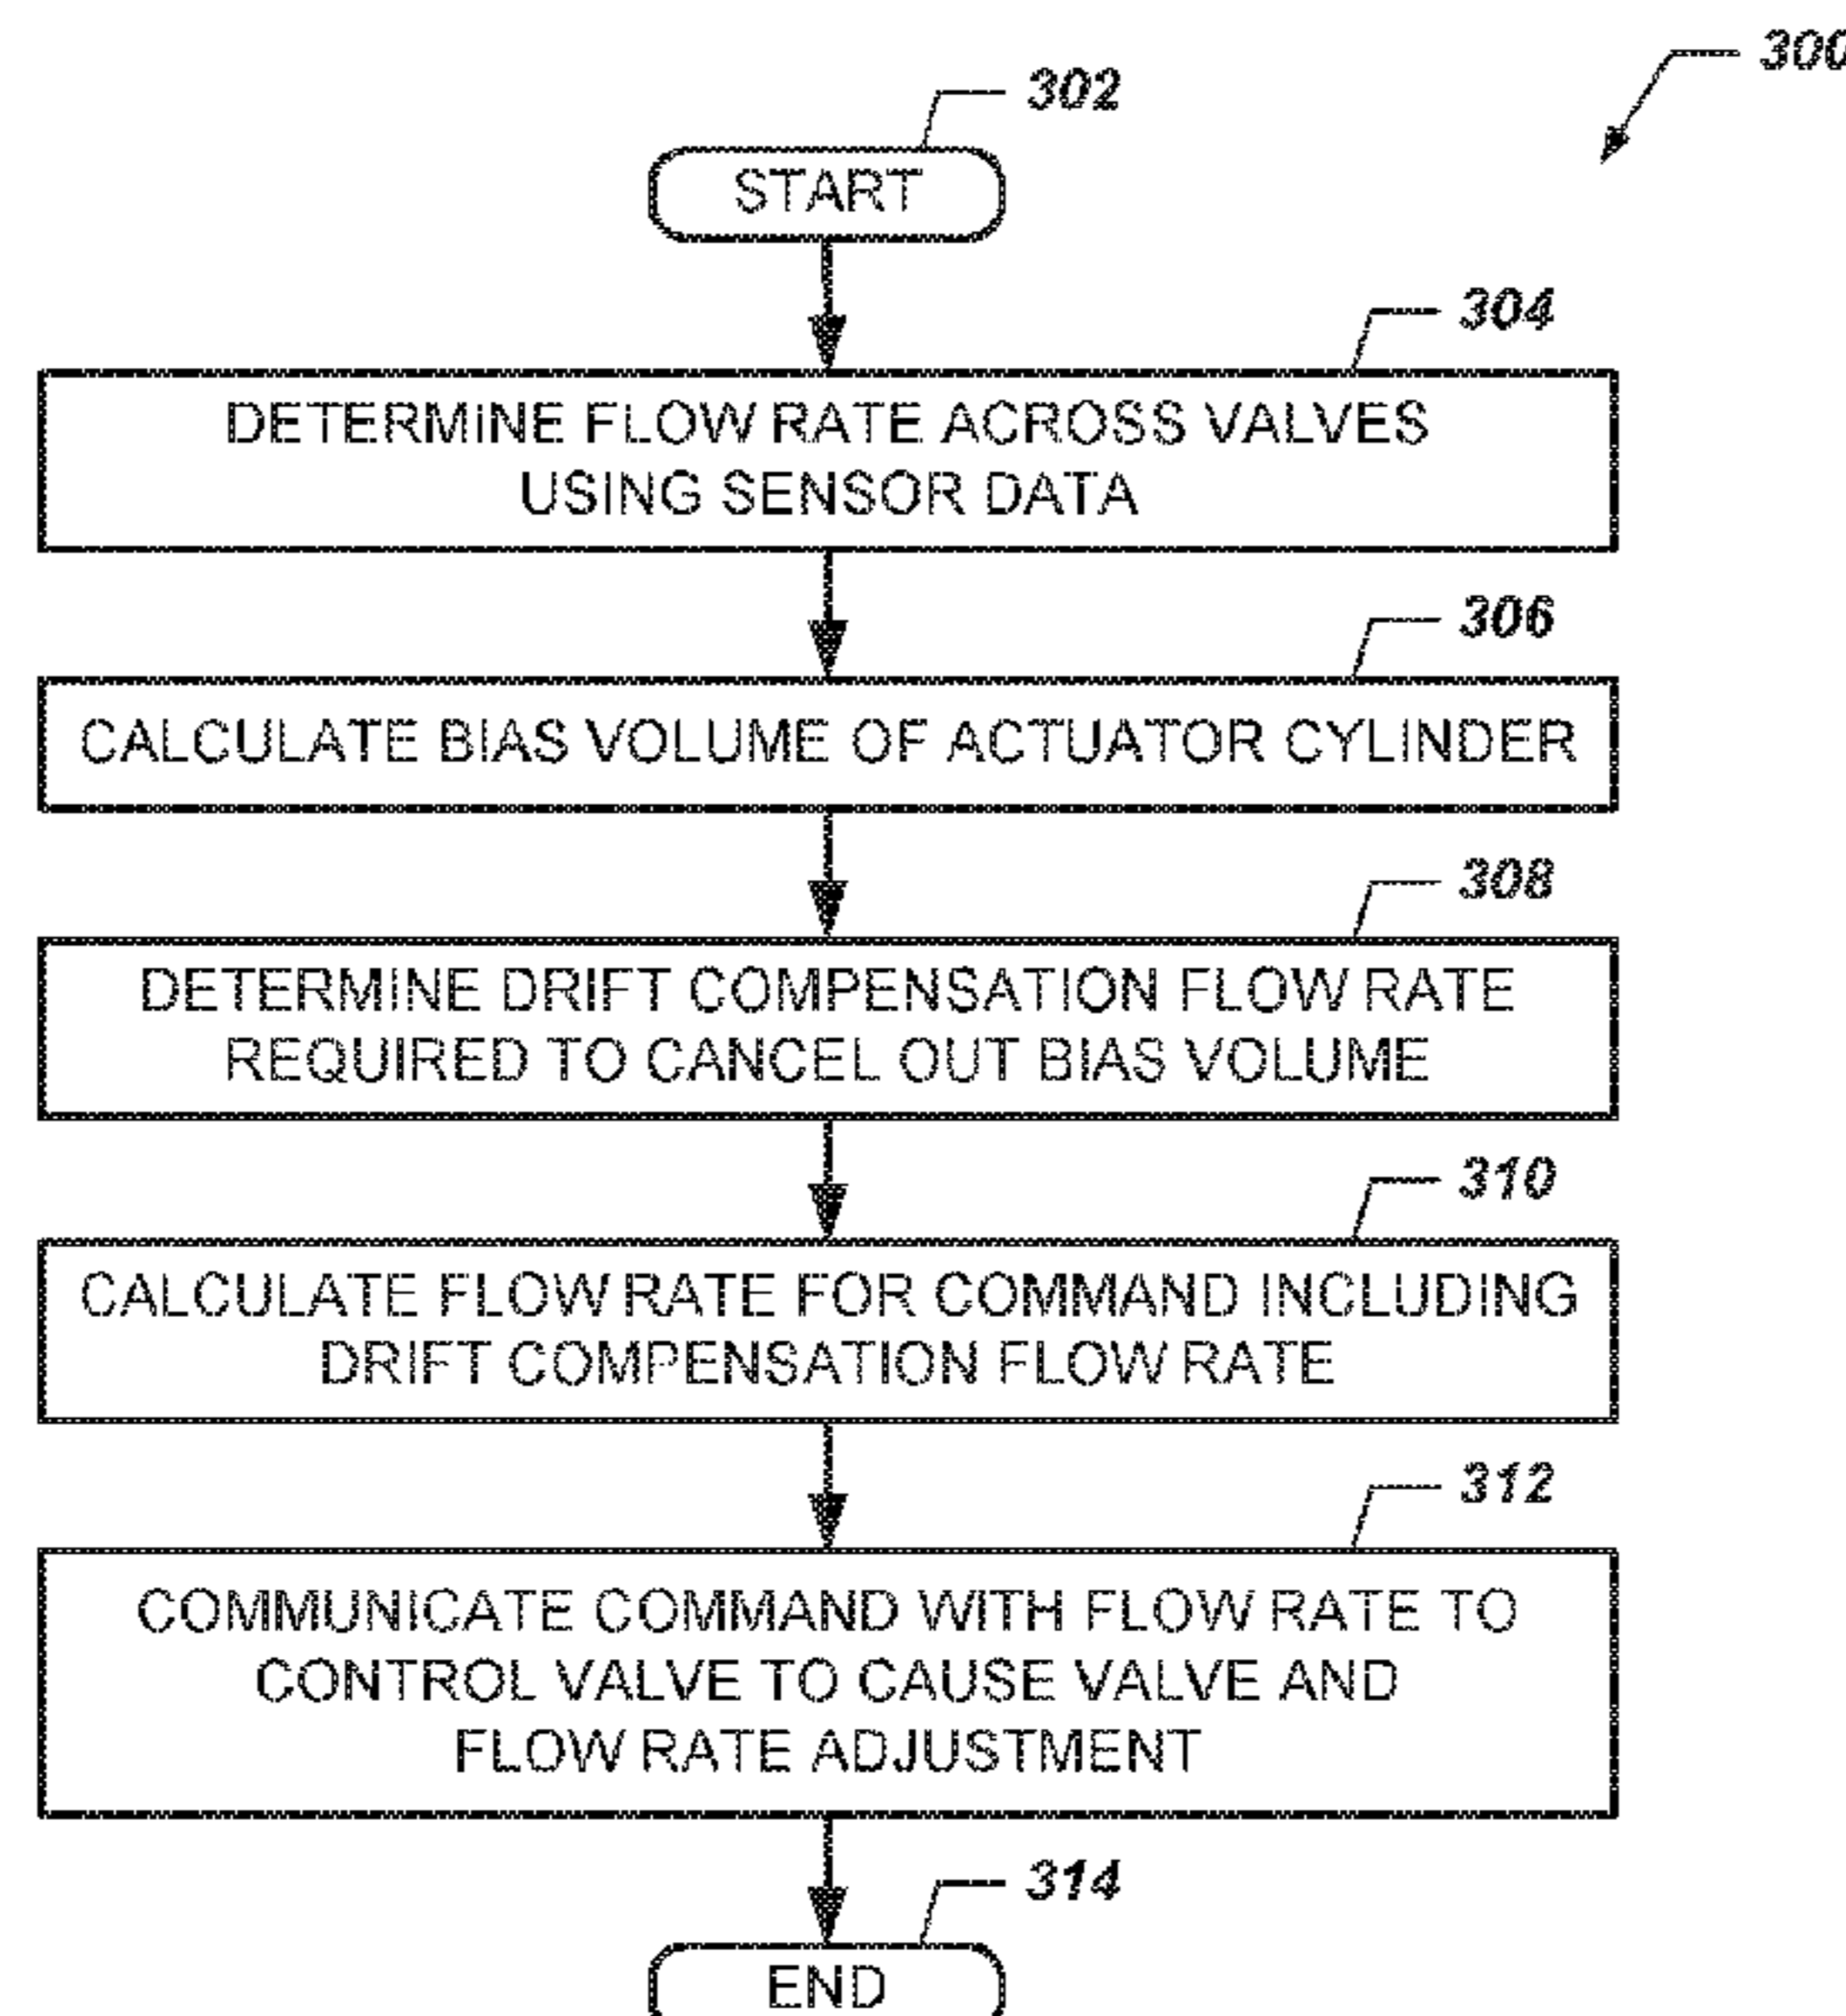 300
302
START
304
DETERMINE FLOW RATE ACROSS VALVES
USING SENSOR DATA
306
CALCULATE BIAS VOLUME OF ACTUATOR CYLINDER
308
DETERMINE DRIFT COMPENSATION FLOW RATE
REQUIRED TO CANCEL OUT BIAS VOLUME
310
CALCULATE FLOW RATE FOR COMMAND INCLUDING
DRIFT COMPENSATION FLOW RATE
312
COMMUNICATE COMMAND WITH FLOW RATE TO
CONTROL VALVE TO CAUSE VALVE AND
FLOW RATE ADJUSTMENT
314
END